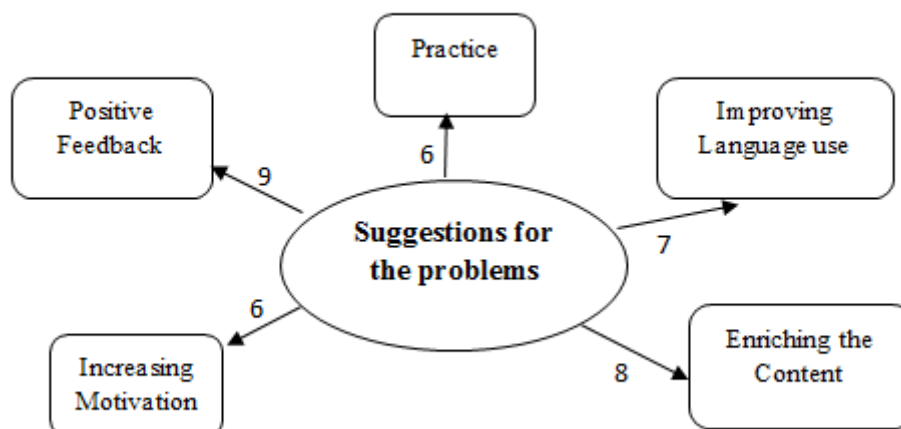 Practice
Positive
Feedback
Improving
Language use
9
6
7
Suggestions for
the problems
6
8
Increasing
Motivation
Enriching the
Content